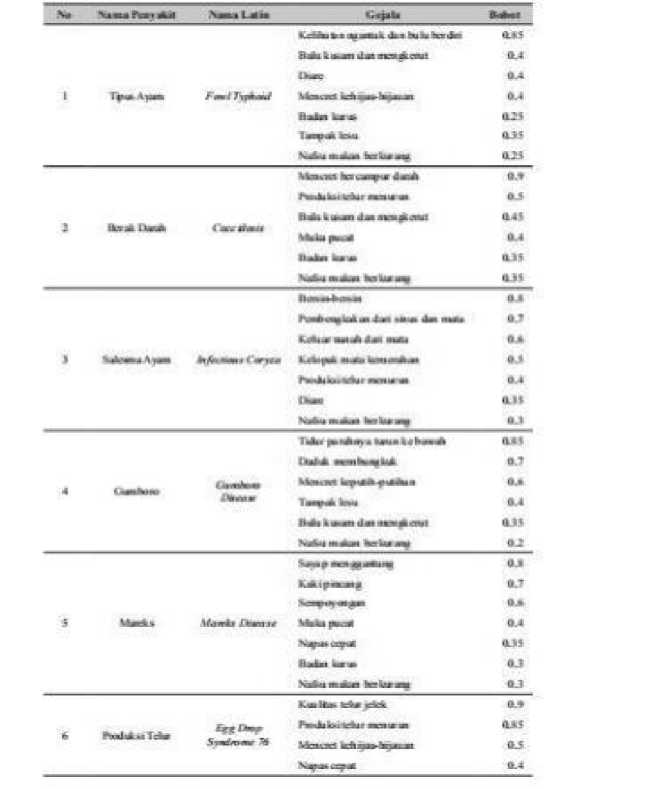 No Nama Penyakit Nama Latin Gejala Bobot
Kelihatan ngantuk dan bulu berdiri 0.85
Bulu kusam dan mengkerut 0.4
Diare 0.4
1 Tipus Ayam Fowl Typhoid Mencret kehijau-hijauan 0.4
Badan kurus 0.25
Tampak lesu 0.35
Nafsu makan berkurang 0.25
Mencret bercampur darah 0.9
Produksi telur menurun 0.5
Bulu kusam dan mengkerut 0.45
2 Berak Darah Coccidosis Muka pucat 0.4
Badan kurus 0.35
Nafsu makan berkurang 0.35
Bersin-bersin 0.8
Pembengkakan dari sinus dan mata 0.7
Keluar nanah dari mata 0.6
3 Salesma Ayam Infectious Coryza Kelopak mata kemerahan 0.5
Produksi telur menurun 0.4
Diare 0.35
Nafsu makan berkurang 0.3
Tidur paruhnya turun ke bawah 0.85
Duduk membungkuk 0.7
4 Gumboro Gumboro Disease Mencret keputih-putihan 0.6
Tampak lesu 0.4
Bulu kusam dan mengkerut 0.35
Nafsu makan berkurang 0.2
Sayap menggantung 0.8
Kaki pincang 0.7
Sempoyongan 0.6
5 Mareks Mareks Disease Muka pucat 0.4
Napas cepat 0.35
Badan kurus 0.3
Nafsu makan berkurang 0.3
Kualitas telur jelek 0.9
6 Produksi Telur Egg Drop Syndrome 76 Produksi telur menurun 0.85
Mencret kehijau-hijauan 0.5
Napas cepat 0.4